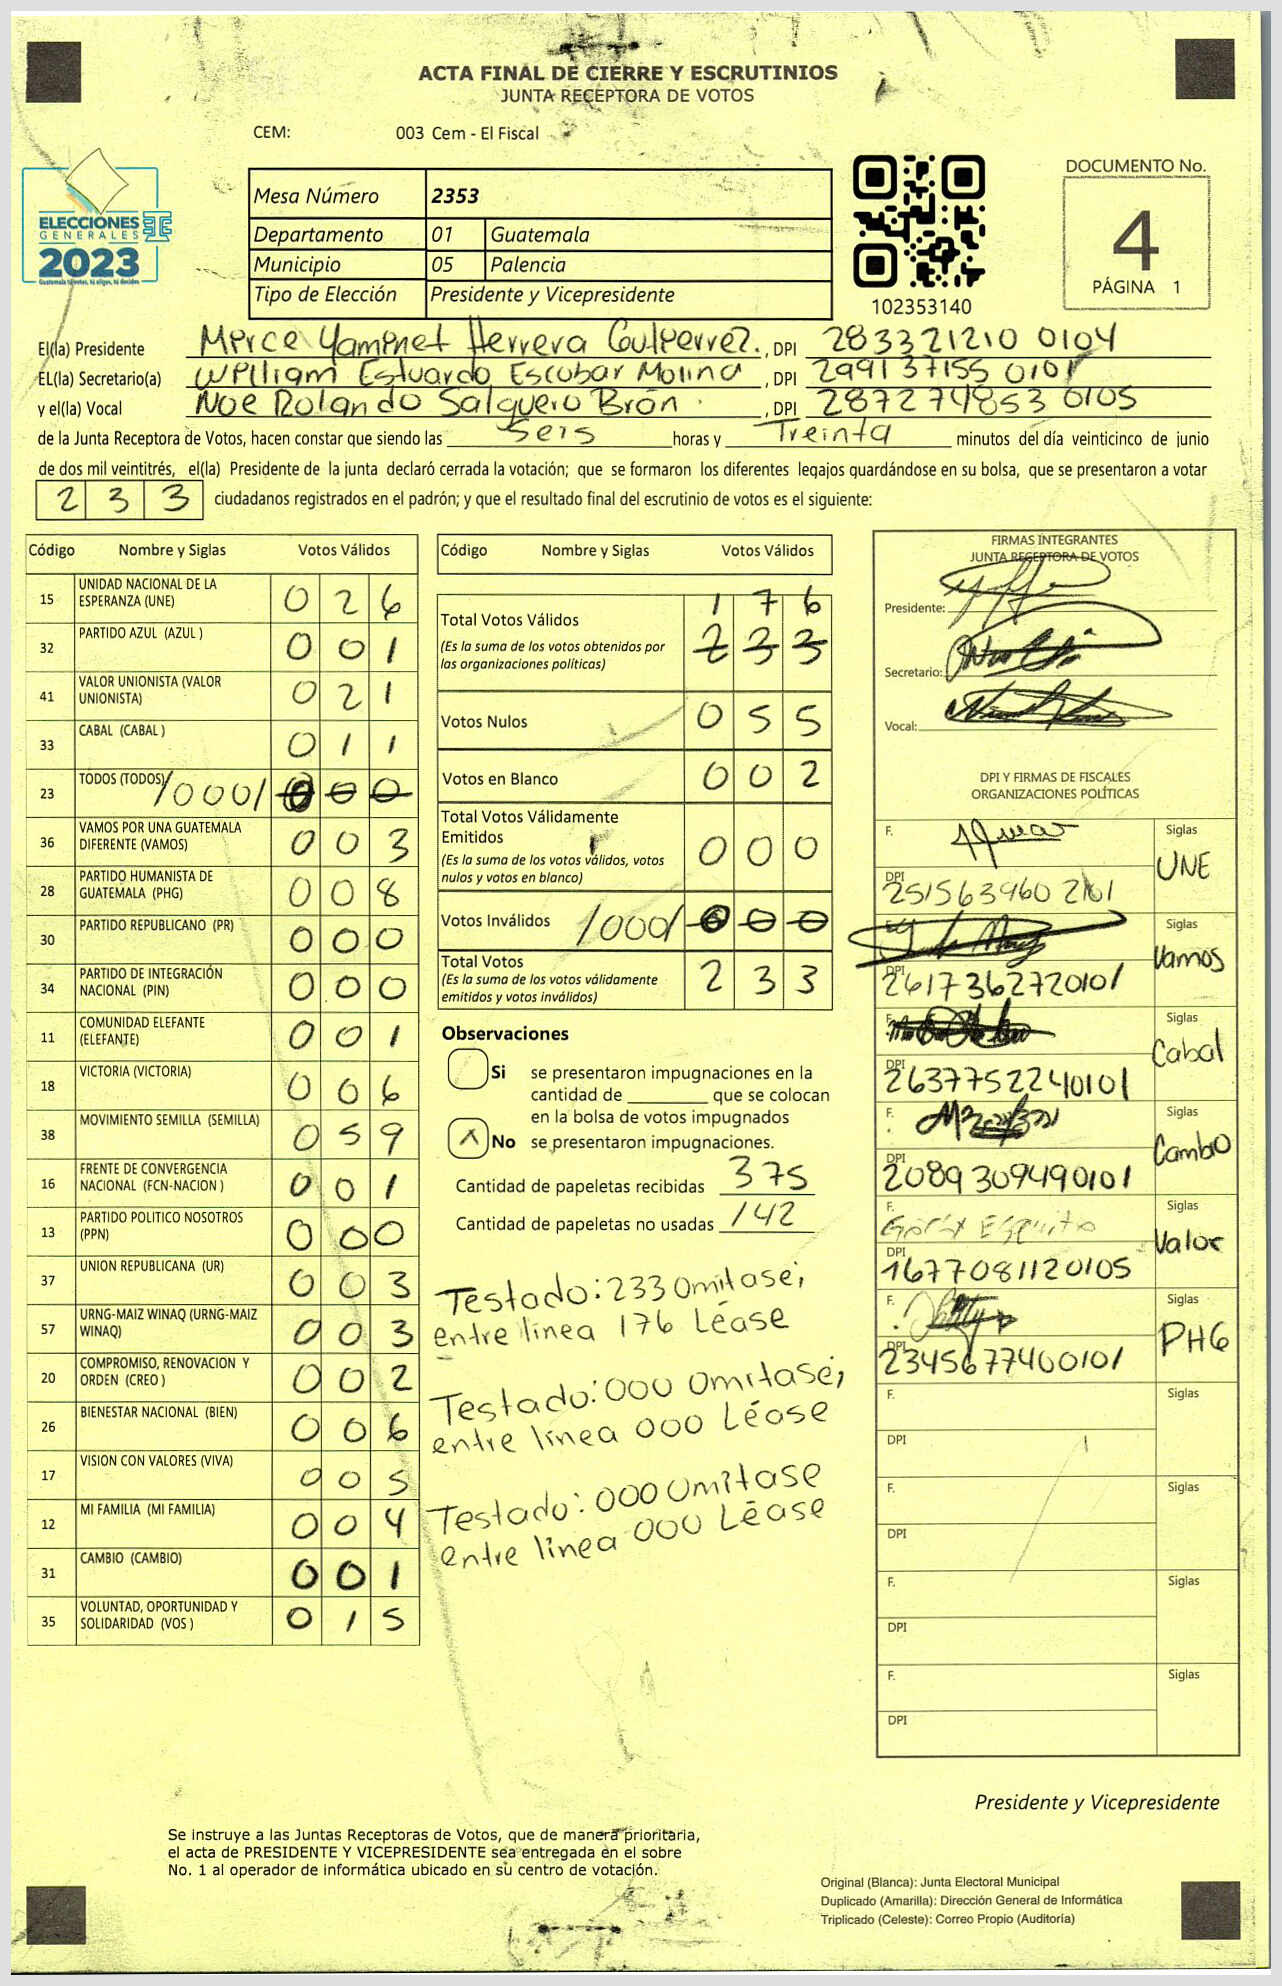 ACTA FINAL DE CIERRE Y ESCRUTINIOS
JUNTA RECEPTORA DE VOTOS
CEM: 003 Cem - El Fiscal
ELECCIONES
GENERALES
2023
Guatemala tú votas, tú eliges, tú decides
Mesa Número 2353
Departamento 01 Guatemala
Municipio 05 Palencia
Tipo de Elección Presidente y Vicepresidente
102353140
DOCUMENTO No.
4
PÁGINA 1
El(la) Presidente Mirce Yaminet Herrera Gutierrez. , DPI 283321210 0104
EL(la) Secretario(a) William Estuardo Escobar Molina , DPI 299137155 0101
y el(la) Vocal Noe Rolando Salguero Brán . , DPI 287274853 0105
de la Junta Receptora de Votos, hacen constar que siendo las Seis horas y Treinta minutos del día veinticinco de junio
de dos mil veintitrés, el(la) Presidente de la junta declaró cerrada la votación; que se formaron los diferentes legajos guardándose en su bolsa, que se presentaron a votar
2 3 3 ciudadanos registrados en el padrón; y que el resultado final del escrutinio de votos es el siguiente:
Código Nombre y Siglas Votos Válidos
15 UNIDAD NACIONAL DE LA ESPERANZA (UNE) 0 2 6
32 PARTIDO AZUL (AZUL ) 0 0 1
41 VALOR UNIONISTA (VALOR UNIONISTA) 0 2 1
33 CABAL (CABAL ) 0 1 1
23 TODOS (TODOS) /000/ 0 0 0
36 VAMOS POR UNA GUATEMALA DIFERENTE (VAMOS) 0 0 3
28 PARTIDO HUMANISTA DE GUATEMALA (PHG) 0 0 8
30 PARTIDO REPUBLICANO (PR) 0 0 0
34 PARTIDO DE INTEGRACIÓN NACIONAL (PIN) 0 0 0
11 COMUNIDAD ELEFANTE (ELEFANTE) 0 0 1
18 VICTORIA (VICTORIA) 0 0 6
38 MOVIMIENTO SEMILLA (SEMILLA) 0 5 9
16 FRENTE DE CONVERGENCIA NACIONAL (FCN-NACION ) 0 0 1
13 PARTIDO POLITICO NOSOTROS (PPN) 0 0 0
37 UNION REPUBLICANA (UR) 0 0 3
57 URNG-MAIZ WINAQ (URNG-MAIZ WINAQ) 0 0 3
20 COMPROMISO, RENOVACION Y ORDEN (CREO ) 0 0 2
26 BIENESTAR NACIONAL (BIEN) 0 0 6
17 VISION CON VALORES (VIVA) 0 0 5
12 MI FAMILIA (MI FAMILIA) 0 0 4
31 CAMBIO (CAMBIO) 0 0 1
35 VOLUNTAD, OPORTUNIDAD Y SOLIDARIDAD (VOS ) 0 1 5
Código Nombre y Siglas Votos Válidos
1 7 6
Total Votos Válidos 2 3 3
(Es la suma de los votos obtenidos por
las organizaciones políticas)
Votos Nulos 0 5 5
Votos en Blanco 0 0 2
Total Votos Válidamente
Emitidos 0 0 0
(Es la suma de los votos válidos, votos
nulos y votos en blanco)
Votos Inválidos /000/ 0 0 0
Total Votos 2 3 3
(Es la suma de los votos válidamente
emitidos y votos inválidos)
Observaciones
Si se presentaron impugnaciones en la
cantidad de ________ que se colocan
en la bolsa de votos impugnados
X No se presentaron impugnaciones.
Cantidad de papeletas recibidas 375
Cantidad de papeletas no usadas 142
Testado: 233 Omitase;
entre línea 176 Léase
Testado: 000 Omitase;
entre línea 000 Léase
Testado: 000 Omitase
entre línea 000 Léase
FIRMAS INTEGRANTES
JUNTA RECEPTORA DE VOTOS
Presidente:
Secretario:
Vocal:
DPI Y FIRMAS DE FISCALES
ORGANIZACIONES POLÍTICAS
F. Siglas
UNE
DPI 251563960 2101
F. Siglas
Vamos
DPI 2617362720101
F. Siglas
Cabal
DPI 2637752240101
F. Siglas
Cambio
DPI 2089309490101
F. Siglas
Valor
DPI 1677081120105
F. Siglas
PHG
DPI 2345677400101
F. Siglas
DPI
F. Siglas
DPI
F. Siglas
DPI
F. Siglas
DPI
Presidente y Vicepresidente
Se instruye a las Juntas Receptoras de Votos, que de manera prioritaria,
el acta de PRESIDENTE Y VICEPRESIDENTE sea entregada en el sobre
No. 1 al operador de informática ubicado en su centro de votación.
Original (Blanca): Junta Electoral Municipal
Duplicado (Amarilla): Dirección General de Informática
Triplicado (Celeste): Correo Propio (Auditoría)